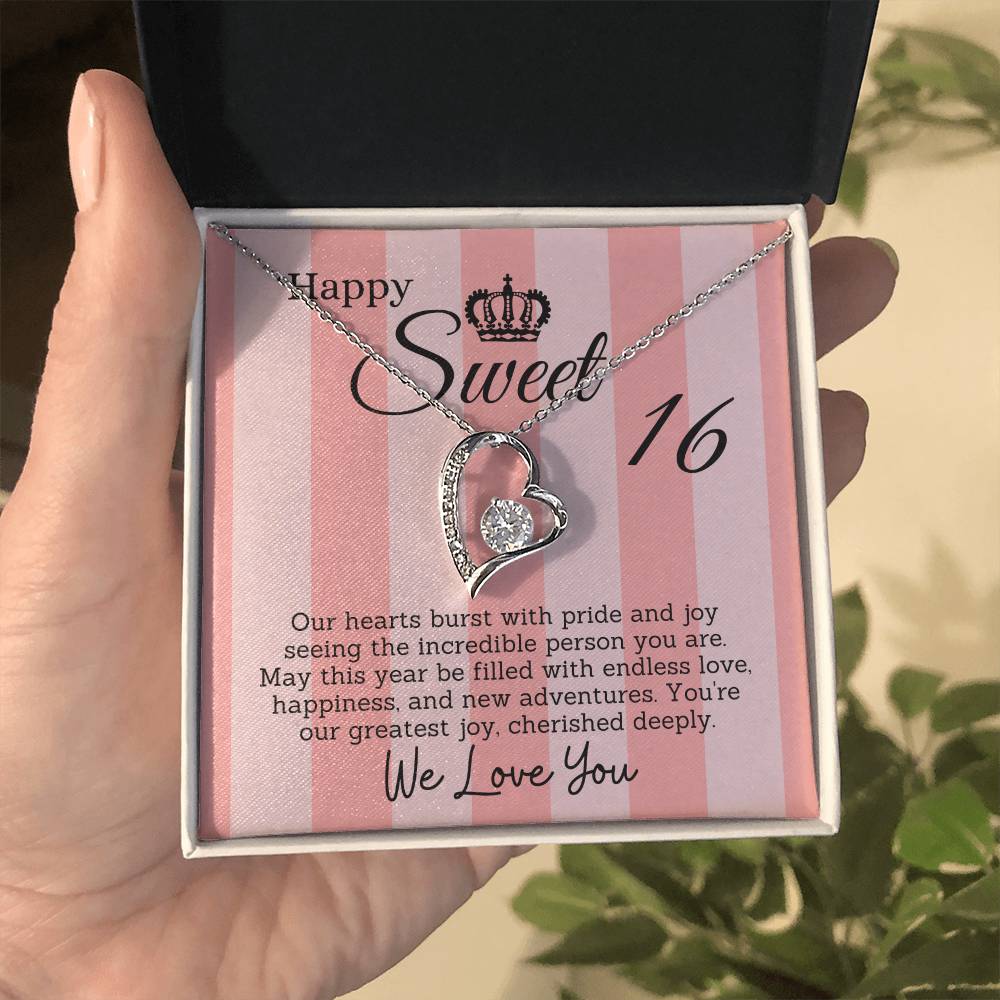 Happy
Sweet
16
Our hearts burst with pride and joy
seeing the incredible person you are.
May this year be filled with endless love,
happiness, and new adventures. You're
our greatest joy, cherished deeply.
We Love You